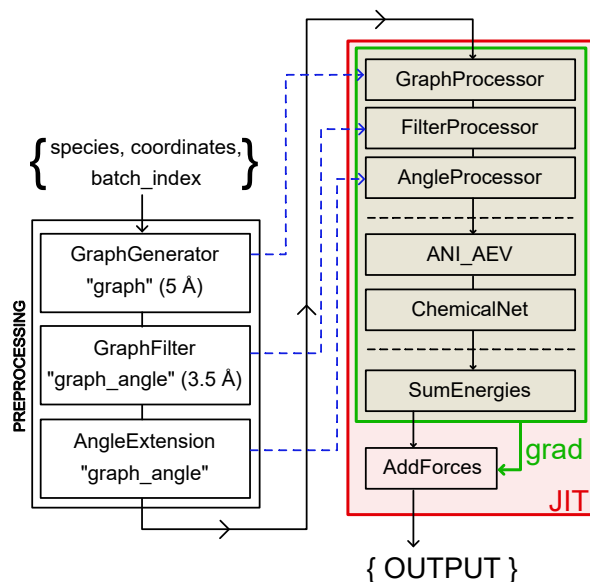 { species, coordinates, }
batch_index
PREPROCESSING
GraphGenerator
"graph" (5 Å)
GraphFilter
"graph_angle" (3.5 Å)
AngleExtension
"graph_angle"
GraphProcessor
FilterProcessor
AngleProcessor
ANI_AEV
ChemicalNet
SumEnergies
grad
AddForces
JIT
{ OUTPUT }